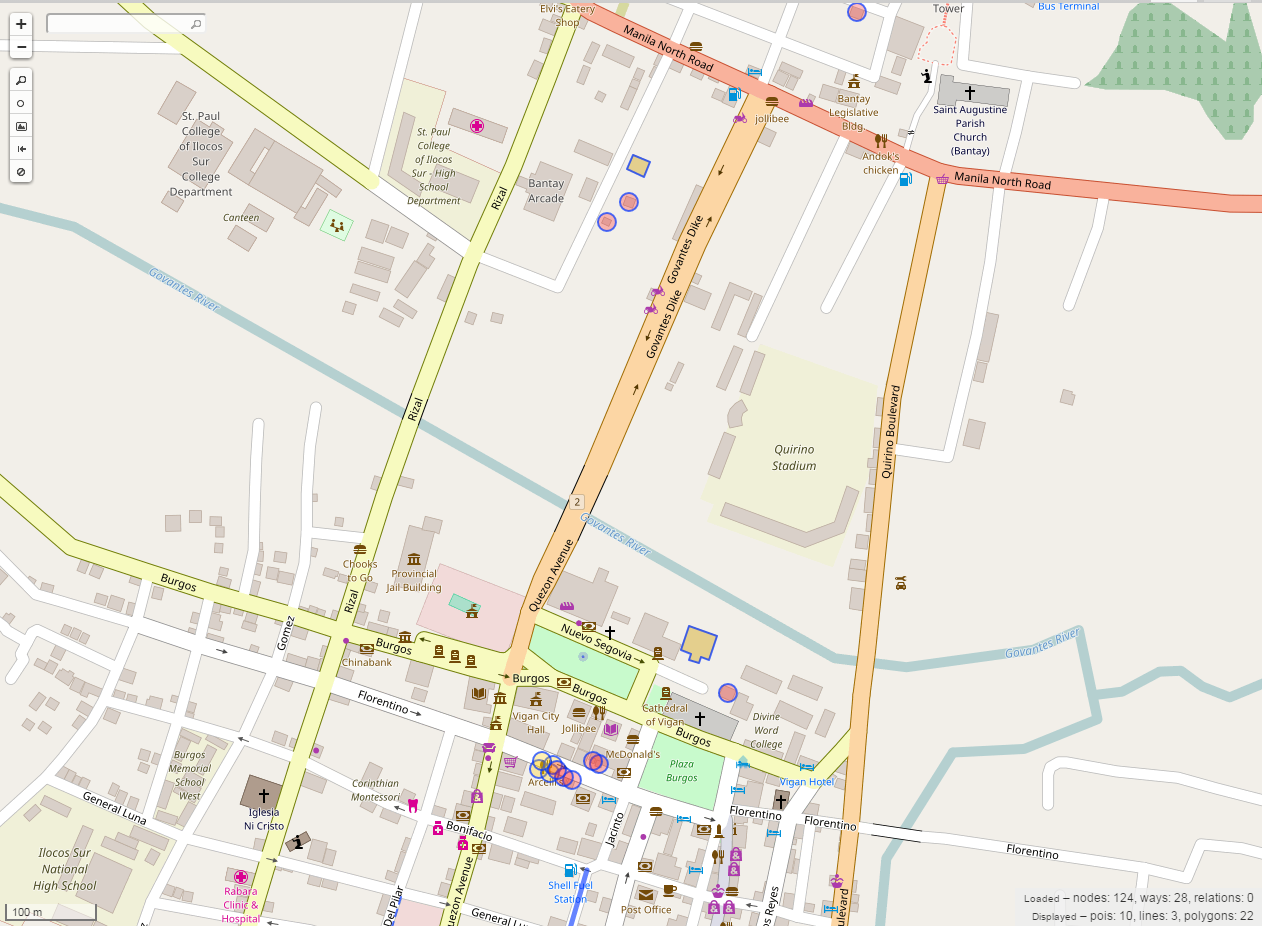 Elvi's Eatery
Shop
Tower
Bus Terminal
Manila North Road
jollibee
Bantay
Legislative
Bldg.
Saint Augustine
Parish
Church
(Bantay)
Andok's
chicken
Manila North Road
St. Paul
College
of Ilocos
Sur
College
Department
St. Paul
College
of Ilocos
Sur - High
School
Department
Canteen
Rizal
Bantay
Arcade
Govantes Dike
Govantes Dike
Govantes River
Rizal
Quirino Boulevard
Quirino
Stadium
2
Govantes River
Quezon Avenue
Chooks
to Go
Provincial
Jail Building
Burgos
Rizal
Gomez
Burgos
Chinabank
Nuevo Segovia
Govantes River
Burgos
Burgos
Florentino
Vigan City
Hall
Jollibee
Cathedral
of Vigan
Burgos
Divine
Word
College
McDonald's
Plaza
Burgos
Vigan Hotel
Burgos
Memorial
School
West
Corinthian
Montessori
General Luna
Iglesia
Ni Cristo
Bonifacio
Jacinto
Florentino
Florentino
Florentino
Ilocos Sur
National
High School
Rabara
Clinic &
Hospital
Shell Fuel
Station
Post Office
Del Pilar
uezon Avenue
General Lu
os Reyes
ulevard
100 m
Loaded – nodes: 124, ways: 28, relations: 0
Displayed – pois: 10, lines: 3, polygons: 22